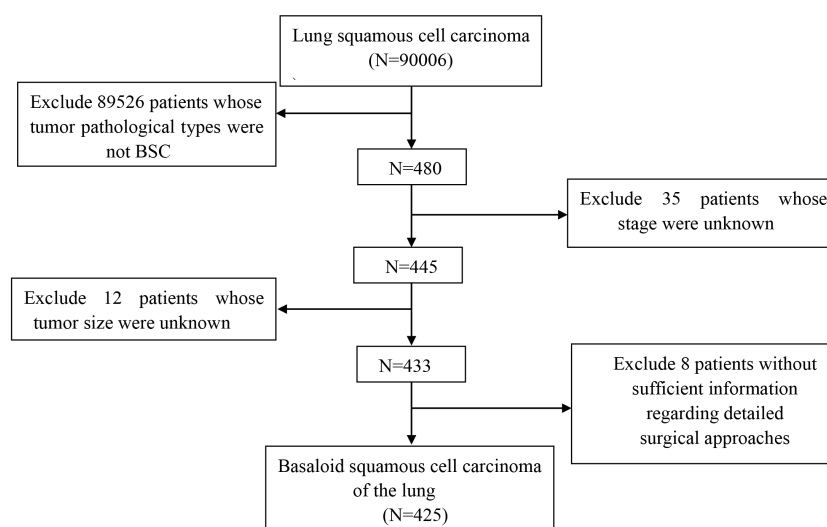 Lung squamous cell carcinoma
(N=90006)
Exclude 89526 patients whose
tumor pathological types were
not BSC
N=480
Exclude 35 patients whose
stage were unknown
N=445
Exclude 12 patients whose
tumor size were unknown
N=433
Exclude 8 patients without
sufficient information
regarding detailed
surgical approaches
Basaloid squamous cell carcinoma
of the lung
(N=425)